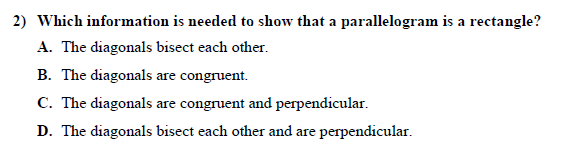 2) Which information is needed to show that a parallelogram is a rectangle?
A. The diagonals bisect each other.
B. The diagonals are congruent.
C. The diagonals are congruent and perpendicular.
D. The diagonals bisect each other and are perpendicular.